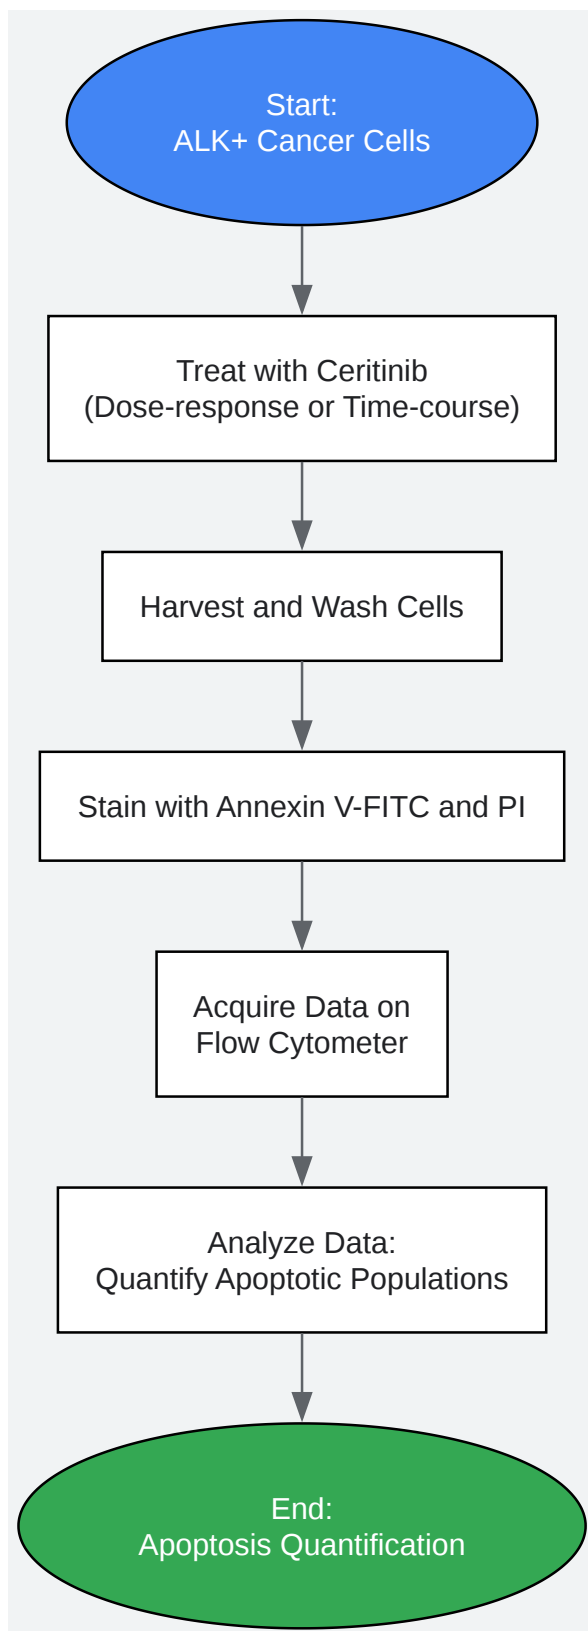 Start:
ALK+ Cancer Cells
Treat with Ceritinib
(Dose-response or Time-course)
Harvest and Wash Cells
Stain with Annexin V-FITC and PI
Acquire Data on
Flow Cytometer
Analyze Data:
Quantify Apoptotic Populations
End:
Apoptosis Quantification